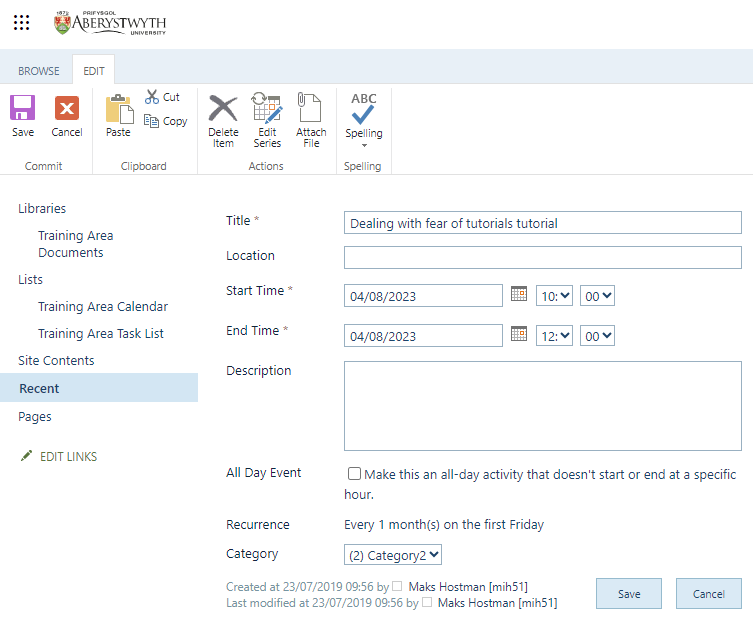 1872
PRIFYSGOL
ABERYSTWYTH
UNIVERSITY
BROWSE
EDIT
Save
Cancel
Paste
Cut
Copy
Delete Item
Edit Series
Attach File
ABC
Spelling
Commit
Clipboard
Actions
Spelling
Libraries
Training Area
Documents
Lists
Training Area Calendar
Training Area Task List
Site Contents
Recent
Pages
EDIT LINKS
Title *
Dealing with fear of tutorials tutorial
Location
Start Time *
04/08/2023 10: 00
End Time *
04/08/2023 12: 00
Description
All Day Event
Make this an all-day activity that doesn't start or end at a specific
hour.
Recurrence
Every 1 month(s) on the first Friday
Category
(2) Category2
Created at 23/07/2019 09:56 by Maks Hostman [mih51]
Last modified at 23/07/2019 09:56 by Maks Hostman [mih51]
Save
Cancel